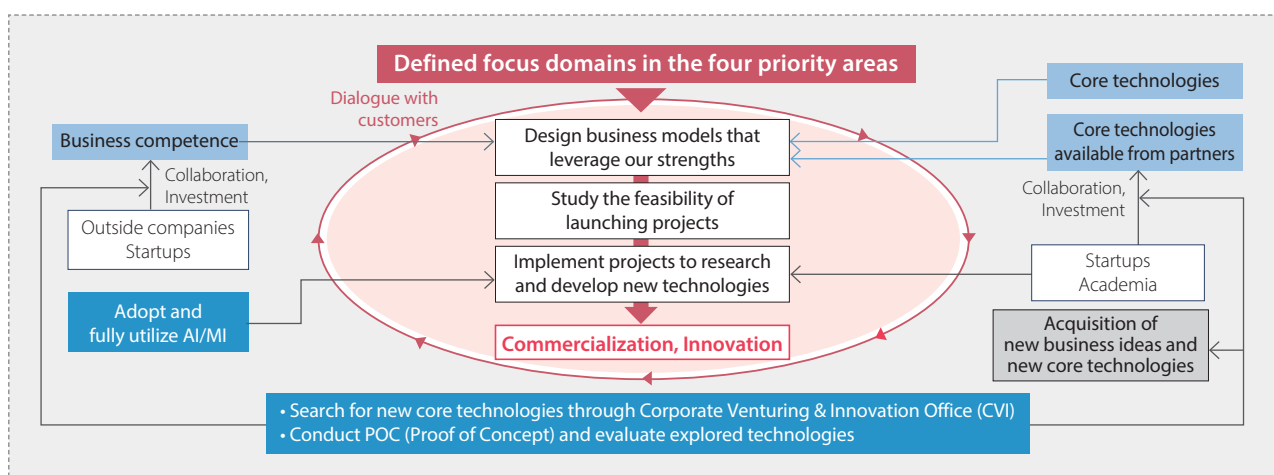 Defined focus domains in the four priority areas
Dialogue with
customers
Core technologies
Business competence
Design business models that
leverage our strengths
Core technologies
available from partners
Collaboration,
Investment
Collaboration,
Investment
Study the feasibility of
launching projects
Outside companies
Startups
Implement projects to research
and develop new technologies
Startups
Academia
Adopt and
fully utilize AI/MI
Commercialization, Innovation
Acquisition of
new business ideas and
new core technologies
• Search for new core technologies through Corporate Venturing & Innovation Office (CVI)
• Conduct POC (Proof of Concept) and evaluate explored technologies